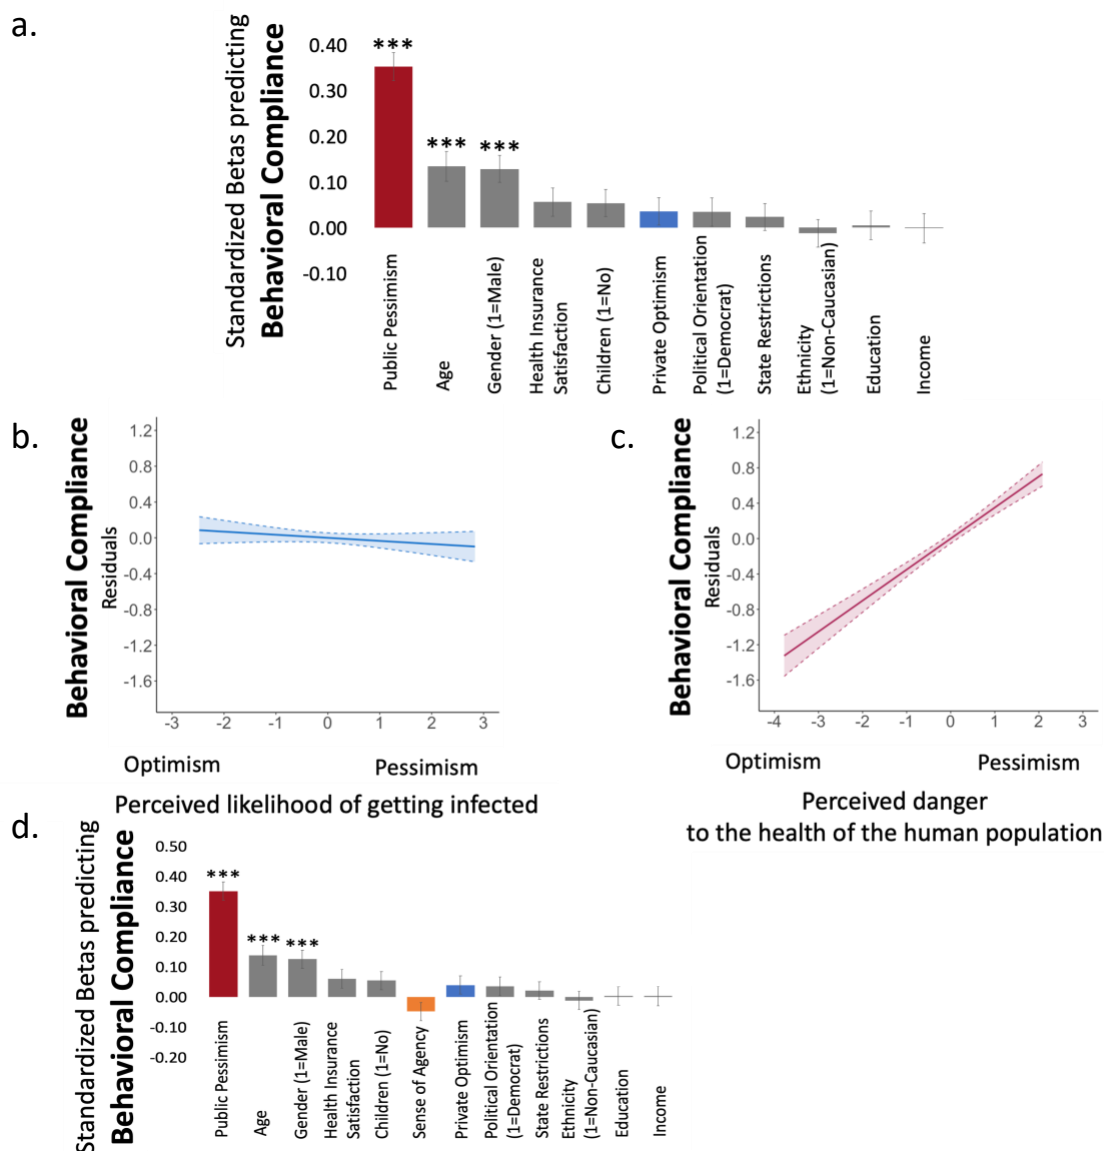 a.
Standardized Betas predicting
Behavioral Compliance
0.40
0.30
0.20
0.10
0.00
-0.10
***
***
***
Public Pessimism
Age
Gender (1=Male)
Health Insurance
Satisfaction
Children (1=No)
Private Optimism
Political Orientation
(1=Democrat)
State Restrictions
Ethnicity
(1=Non-Caucasian)
Education
Income
b.
Behavioral Compliance
Residuals
1.2
0.8
0.4
0.0
-0.4
-0.8
-1.2
-1.6
-3
-2
-1
0
1
2
3
Optimism
Pessimism
Perceived likelihood of getting infected
c.
Behavioral Compliance
Residuals
1.2
0.8
0.4
0.0
-0.4
-0.8
-1.2
-1.6
-4
-3
-2
-1
0
1
2
3
Optimism
Pessimism
Perceived danger
to the health of the human population
d.
Standardized Betas predicting
Behavioral Compliance
0.50
0.40
0.30
0.20
0.10
0.00
-0.10
-0.20
***
***
***
Public Pessimism
Age
Gender (1=Male)
Health Insurance
Satisfaction
Children (1=No)
Sense of Agency
Private Optimism
Political Orientation
(1=Democrat)
State Restrictions
Ethnicity
(1=Non-Caucasian)
Education
Income